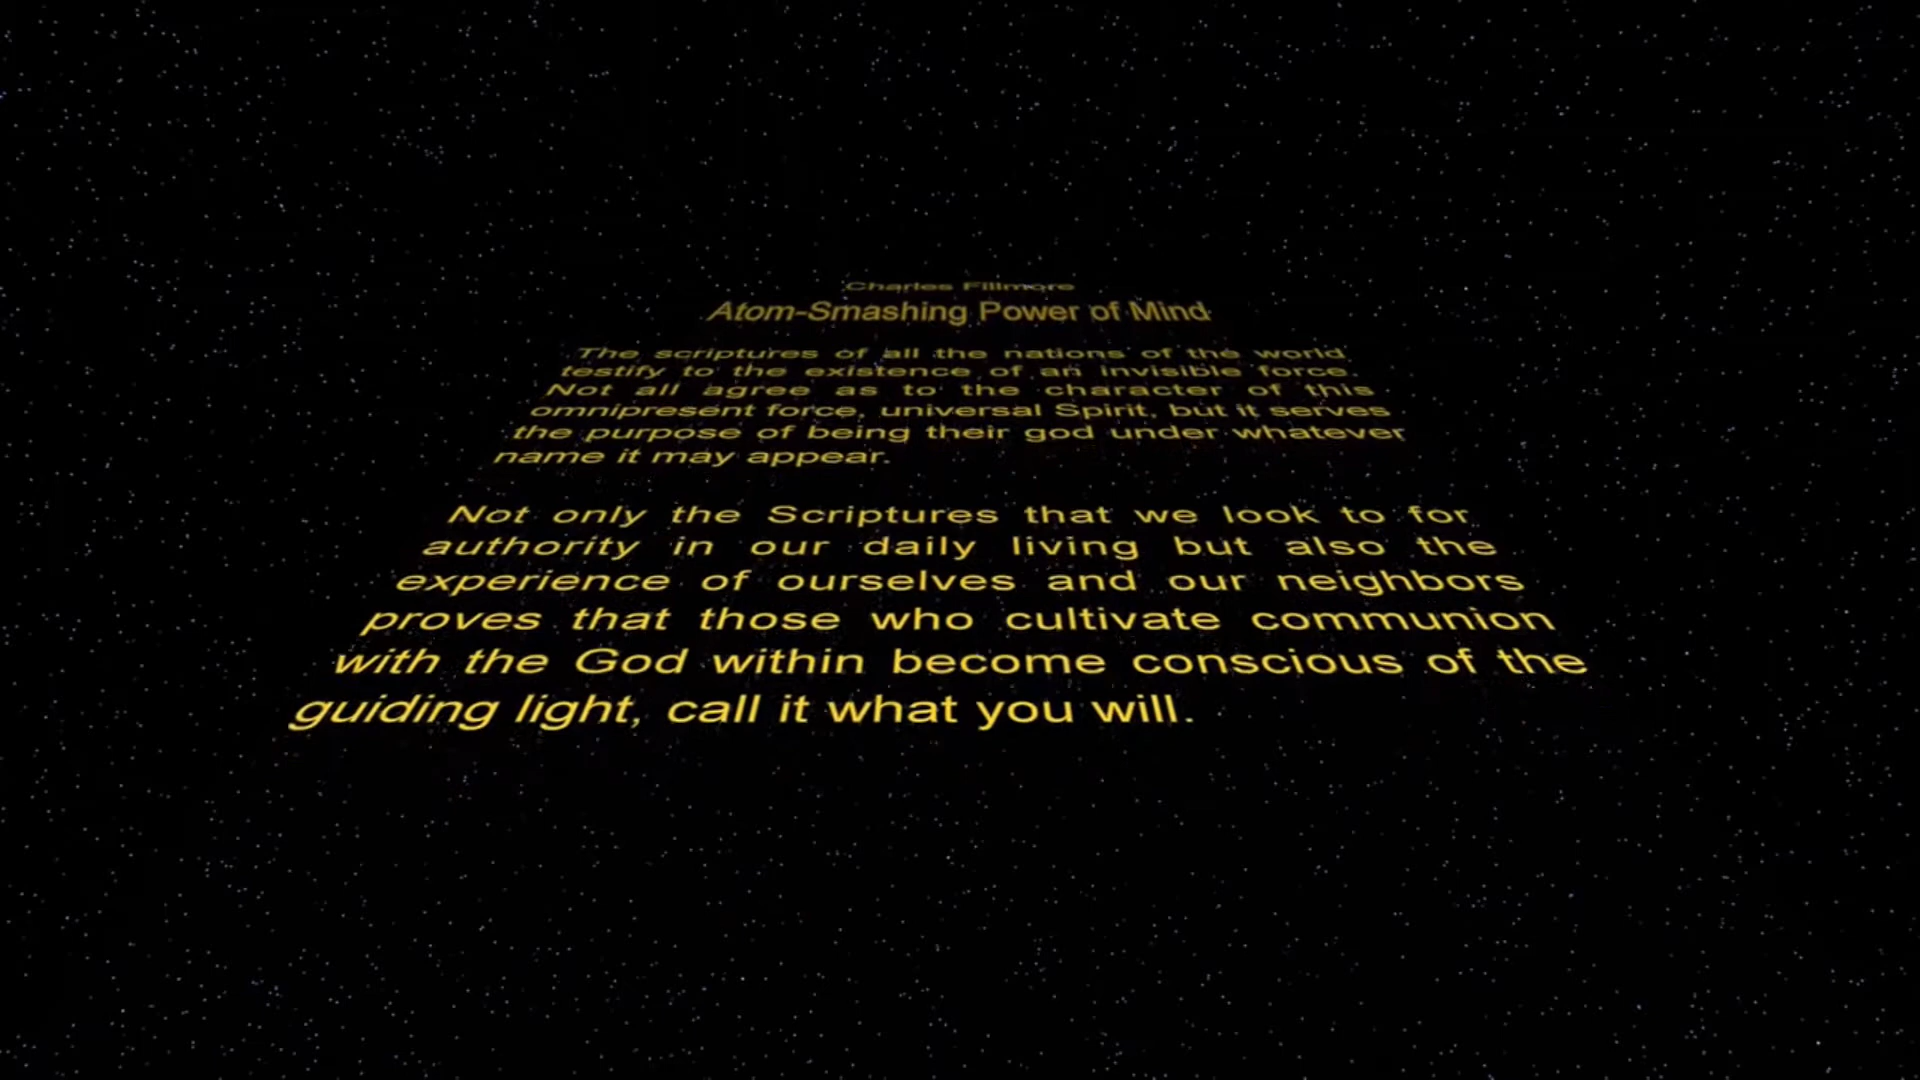 Charles Fillmore
Atom-Smashing Power of Mind
The scriptures of all the nations of the world
testify to the existence of an invisible force.
Not all agree as to the character of this
omnipresent force, universal Spirit, but it serves
the purpose of being their god under whatever
name it may appear.
Not only the Scriptures that we look to for
authority in our daily living but also the
experience of ourselves and our neighbors
proves that those who cultivate communion
with the God within become conscious of the
guiding light, call it what you will.